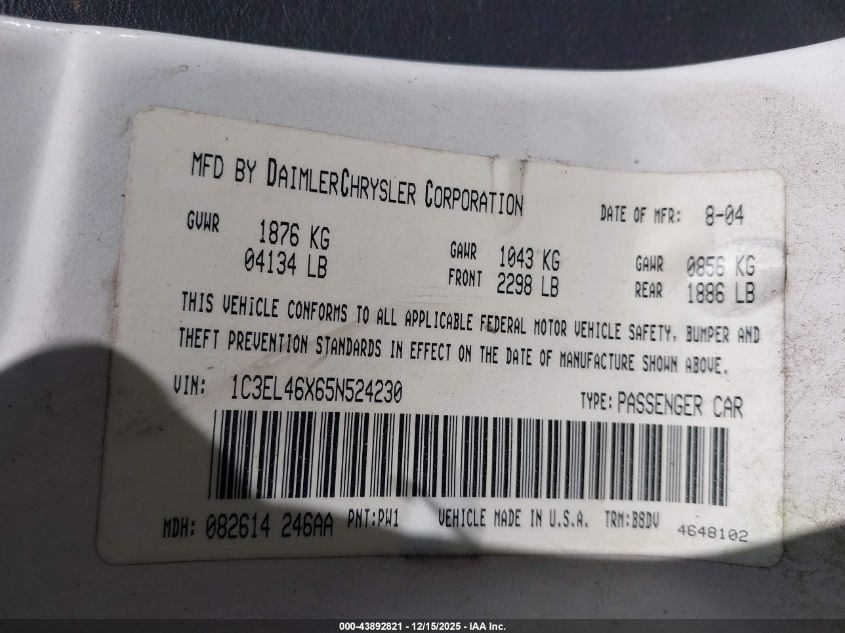 MFD BY DAIMLERCHRYSLER CORPORATION DATE OF MFR: 8-04
GVWR 1876 KG GAWR 1043 KG GAWR 0856 KG
04134 LB FRONT 2298 LB REAR 1886 LB
THIS VEHICLE CONFORMS TO ALL APPLICABLE FEDERAL MOTOR VEHICLE SAFETY, BUMPER AND
THEFT PREVENTION STANDARDS IN EFFECT ON THE DATE OF MANUFACTURE SHOWN ABOVE.
VIN: 1C3EL46X65N524230 TYPE: PASSENGER CAR
MDH: 082614 246AA PNT: PW1 VEHICLE MADE IN U.S.A. TRM: B8DV 4648102
000-43892821 - 12/15/2025 - IAA Inc.